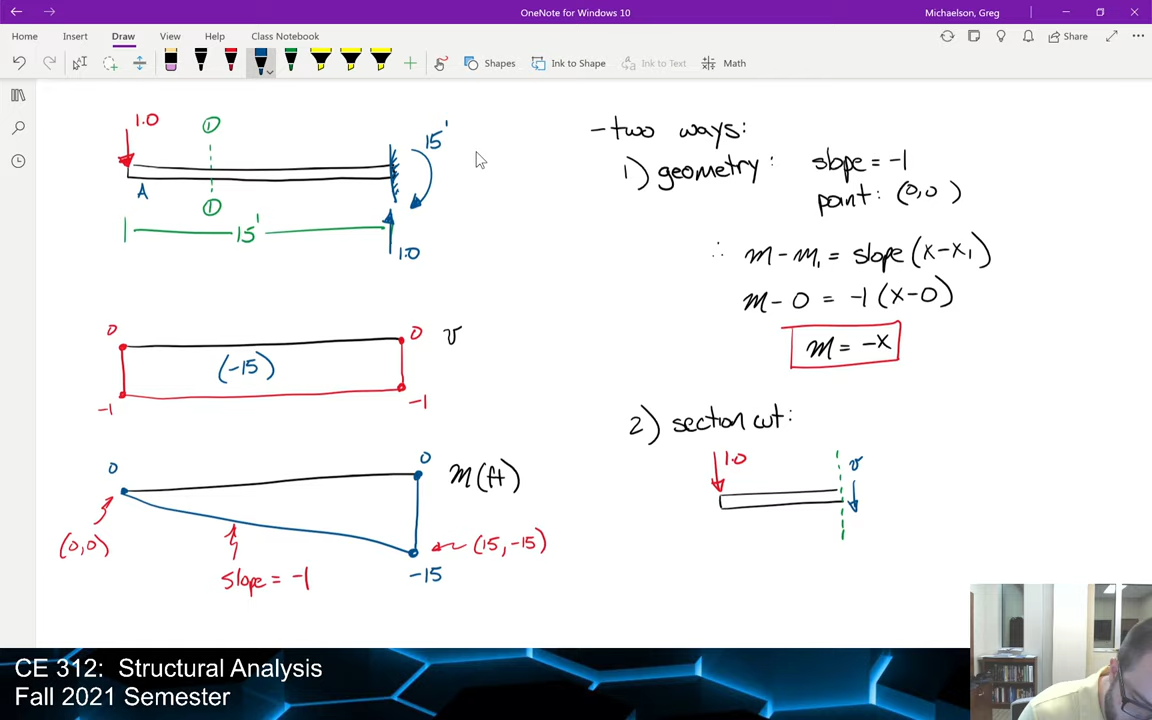 OneNote for Windows 10
Michaelson, Greg
Home Insert Draw View Help Class Notebook
Share
Shapes Ink to Shape Ink to Text Math
1.0
①
15'
A
①
15'
1.0
0 0 v
(-15)
-1 -1
0 0 m(ft)
(0,0)
(15,-15)
slope = -1
-15
- two ways:
1) geometry: slope = -1
point: (0,0)
∴ m - m₁ = slope (x-x₁)
m - 0 = -1 (x-0)
m = -x
2) section cut:
1.0
v
CE 312: Structural Analysis
Fall 2021 Semester